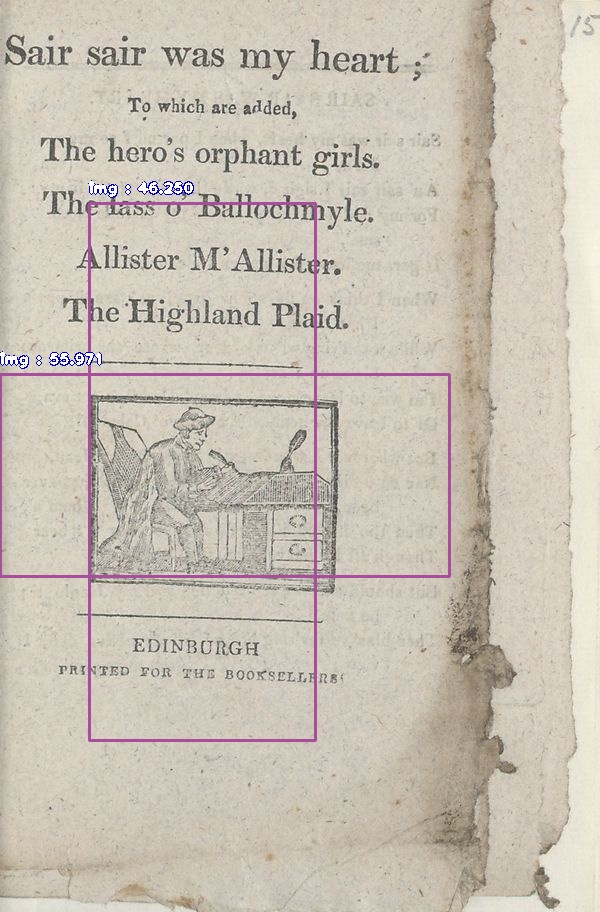 15
Sair sair was my heart ;
To which are added,
The hero's orphant girls.
img : 46.250
The lass o' Ballochmyle.
Allister M'Allister.
The Highland Plaid.
img : 55.971
EDINBURGH
PRINTED FOR THE BOOKSELLERS